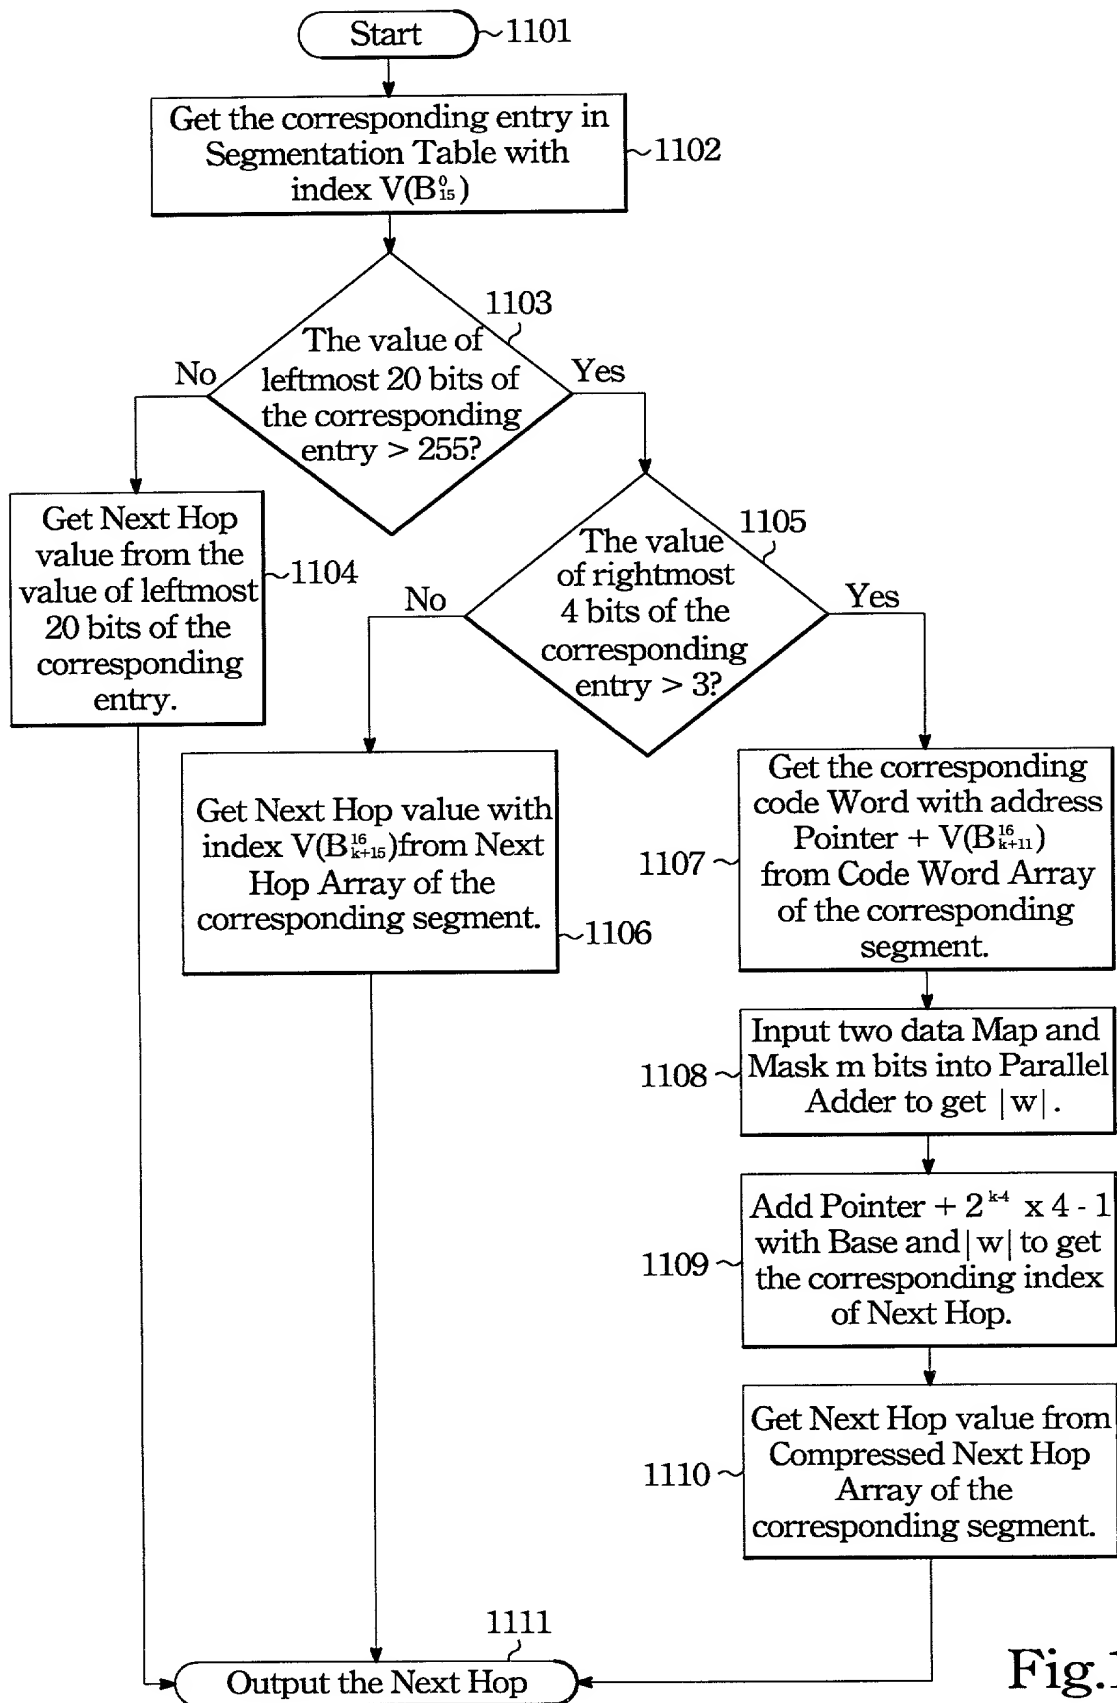 Start
1101
Get the corresponding entry in
Segmentation Table with
index V(B⁰₁₅)
1102
1103
The value of
leftmost 20 bits of
the corresponding
entry > 255?
No
Yes
Get Next Hop
value from the
value of leftmost
20 bits of the
corresponding
entry.
1104
1105
The value
of rightmost
4 bits of the
corresponding
entry > 3?
No
Yes
Get Next Hop value with
index V(B¹⁶ₖ₊₁₅)from Next
Hop Array of the
corresponding segment.
1106
Get the corresponding
code Word with address
Pointer + V(B¹⁶ₖ₊₁₁)
from Code Word Array
of the corresponding
segment.
1107
Input two data Map and
Mask m bits into Parallel
Adder to get |w|.
1108
Add Pointer + 2ᵏ⁻⁴ x 4 - 1
with Base and|w| to get
the corresponding index
of Next Hop.
1109
Get Next Hop value from
Compressed Next Hop
Array of the
corresponding segment.
1110
1111
Output the Next Hop
Fig.